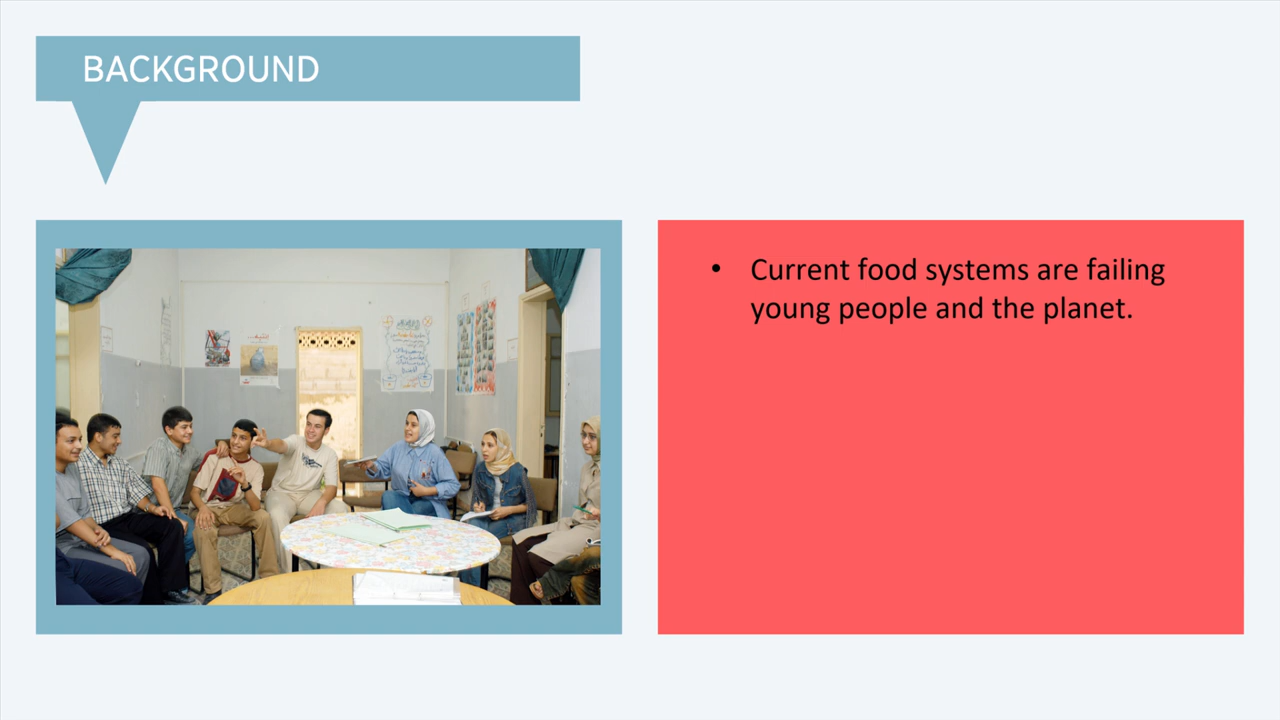 BACKGROUND
• Current food systems are failing
young people and the planet.